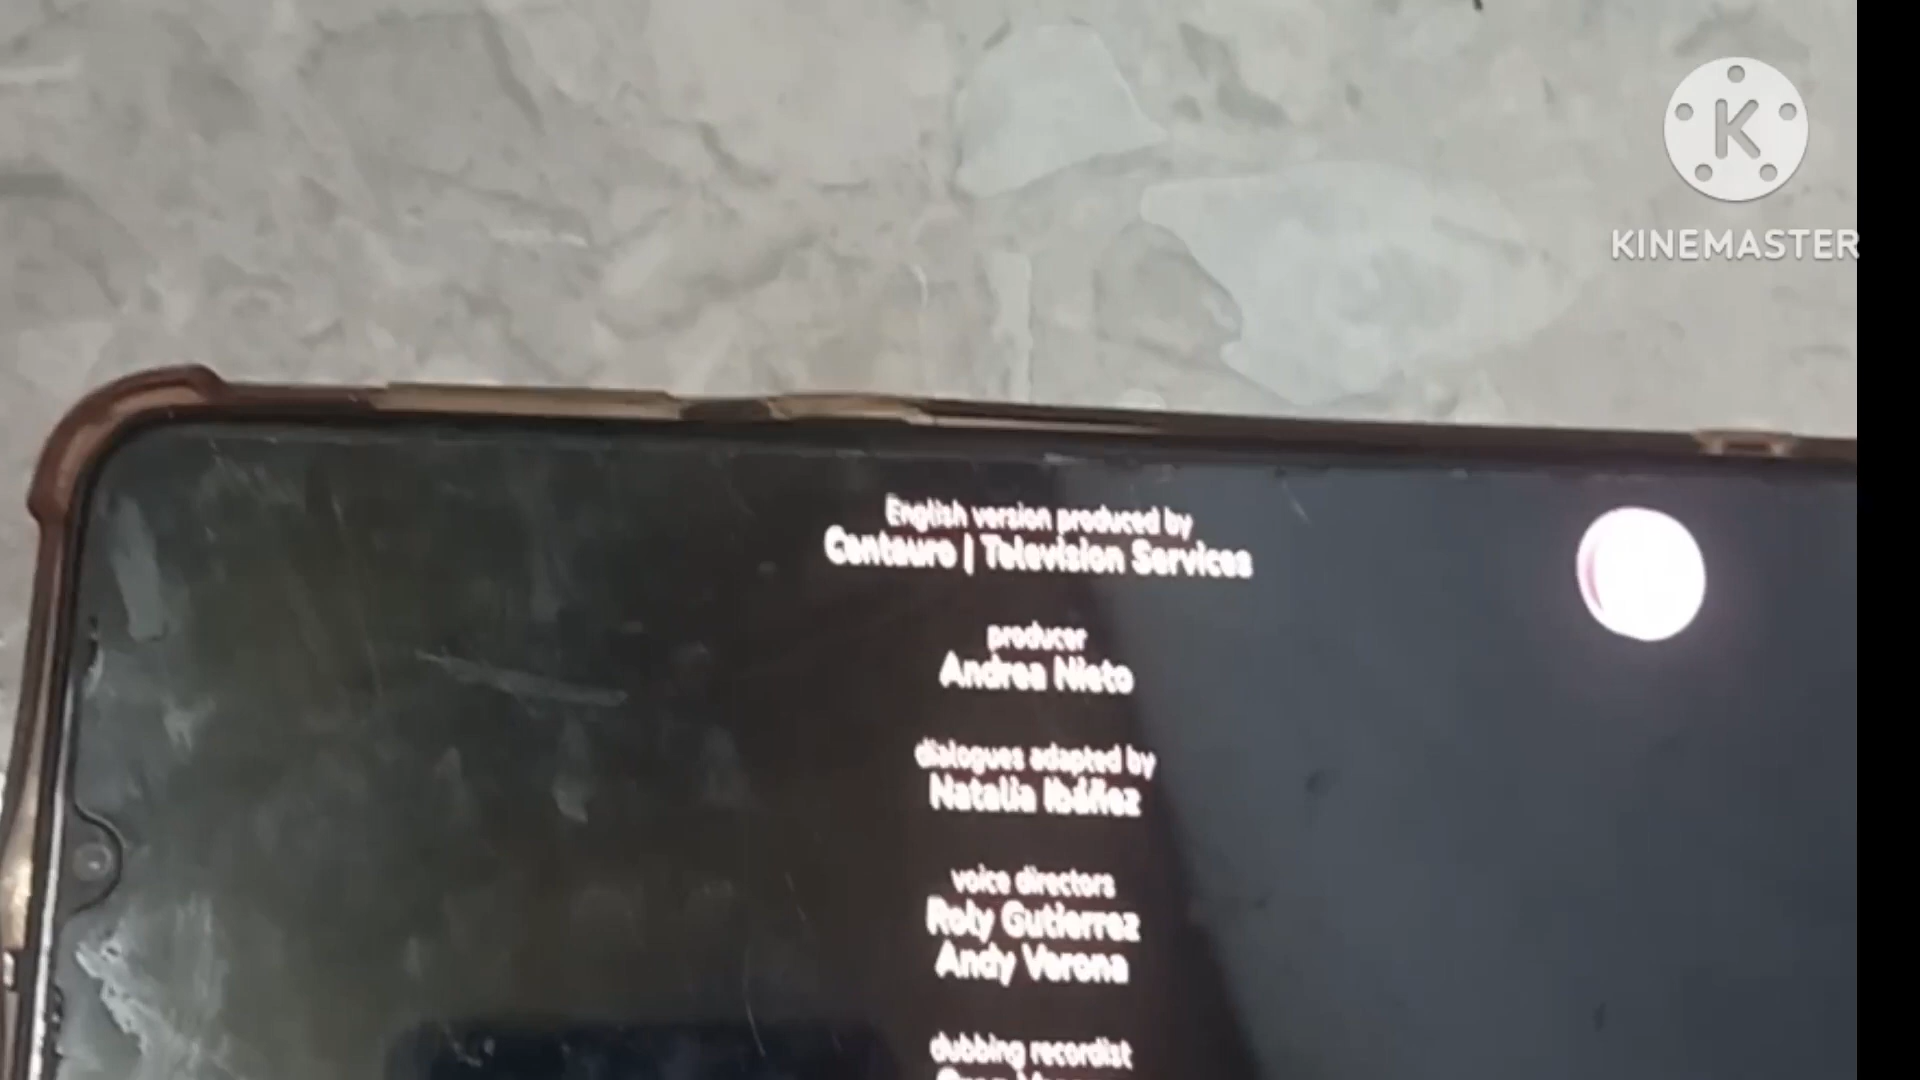 K
KINEMASTER
English version produced by
Centauro | Television Services
producer
Andrea Nieto
dialogues adapted by
Natalia Ibáñez
voice directors
Roly Gutierrez
Andy Verona
dubbing recordist